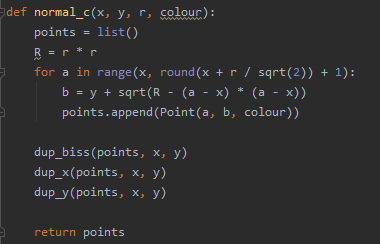 def normal_c(x, y, r, colour):
    points = list()
    R = r * r
    for a in range(x, round(x + r / sqrt(2)) + 1):
        b = y + sqrt(R - (a - x) * (a - x))
        points.append(Point(a, b, colour))

    dup_biss(points, x, y)
    dup_x(points, x, y)
    dup_y(points, x, y)

    return points